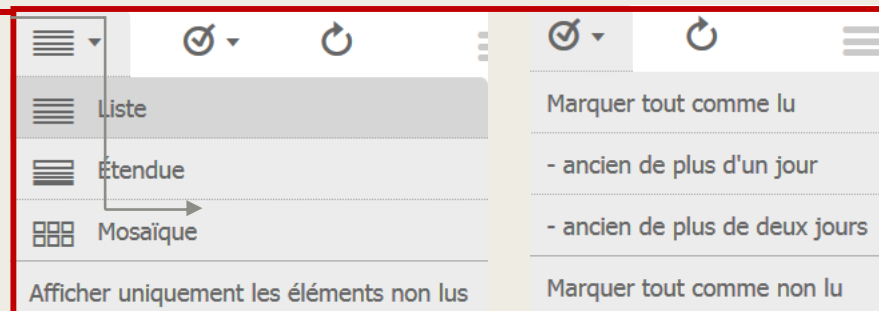 Liste
Étendue
Mosaïque
Afficher uniquement les éléments non lus
Marquer tout comme lu
- ancien de plus d'un jour
- ancien de plus de deux jours
Marquer tout comme non lu